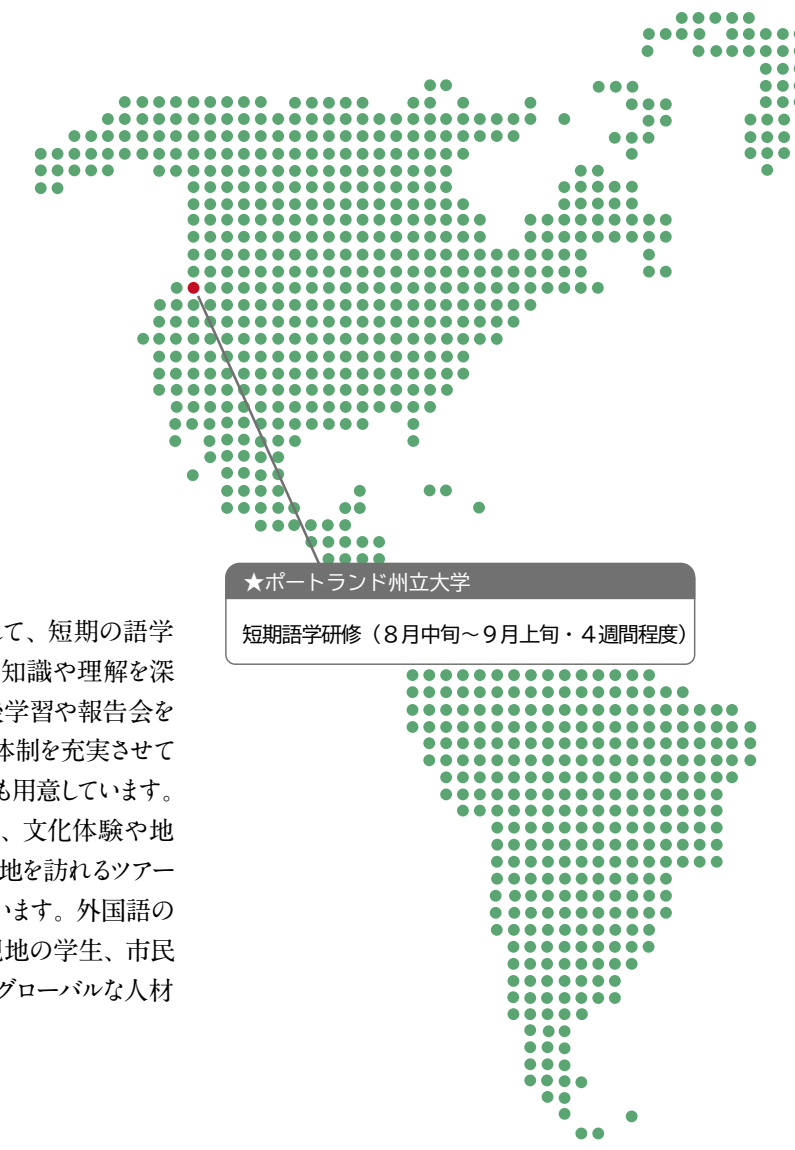 ★ポートランド州立大学
短期語学研修（８月中旬～９月上旬・４週間程度）
て、短期の語学
知識や理解を深
学習や報告会を
体制を充実させて
も用意しています。
、文化体験や地
地を訪れるツアー
います。外国語の
地の学生、市民
グローバルな人材